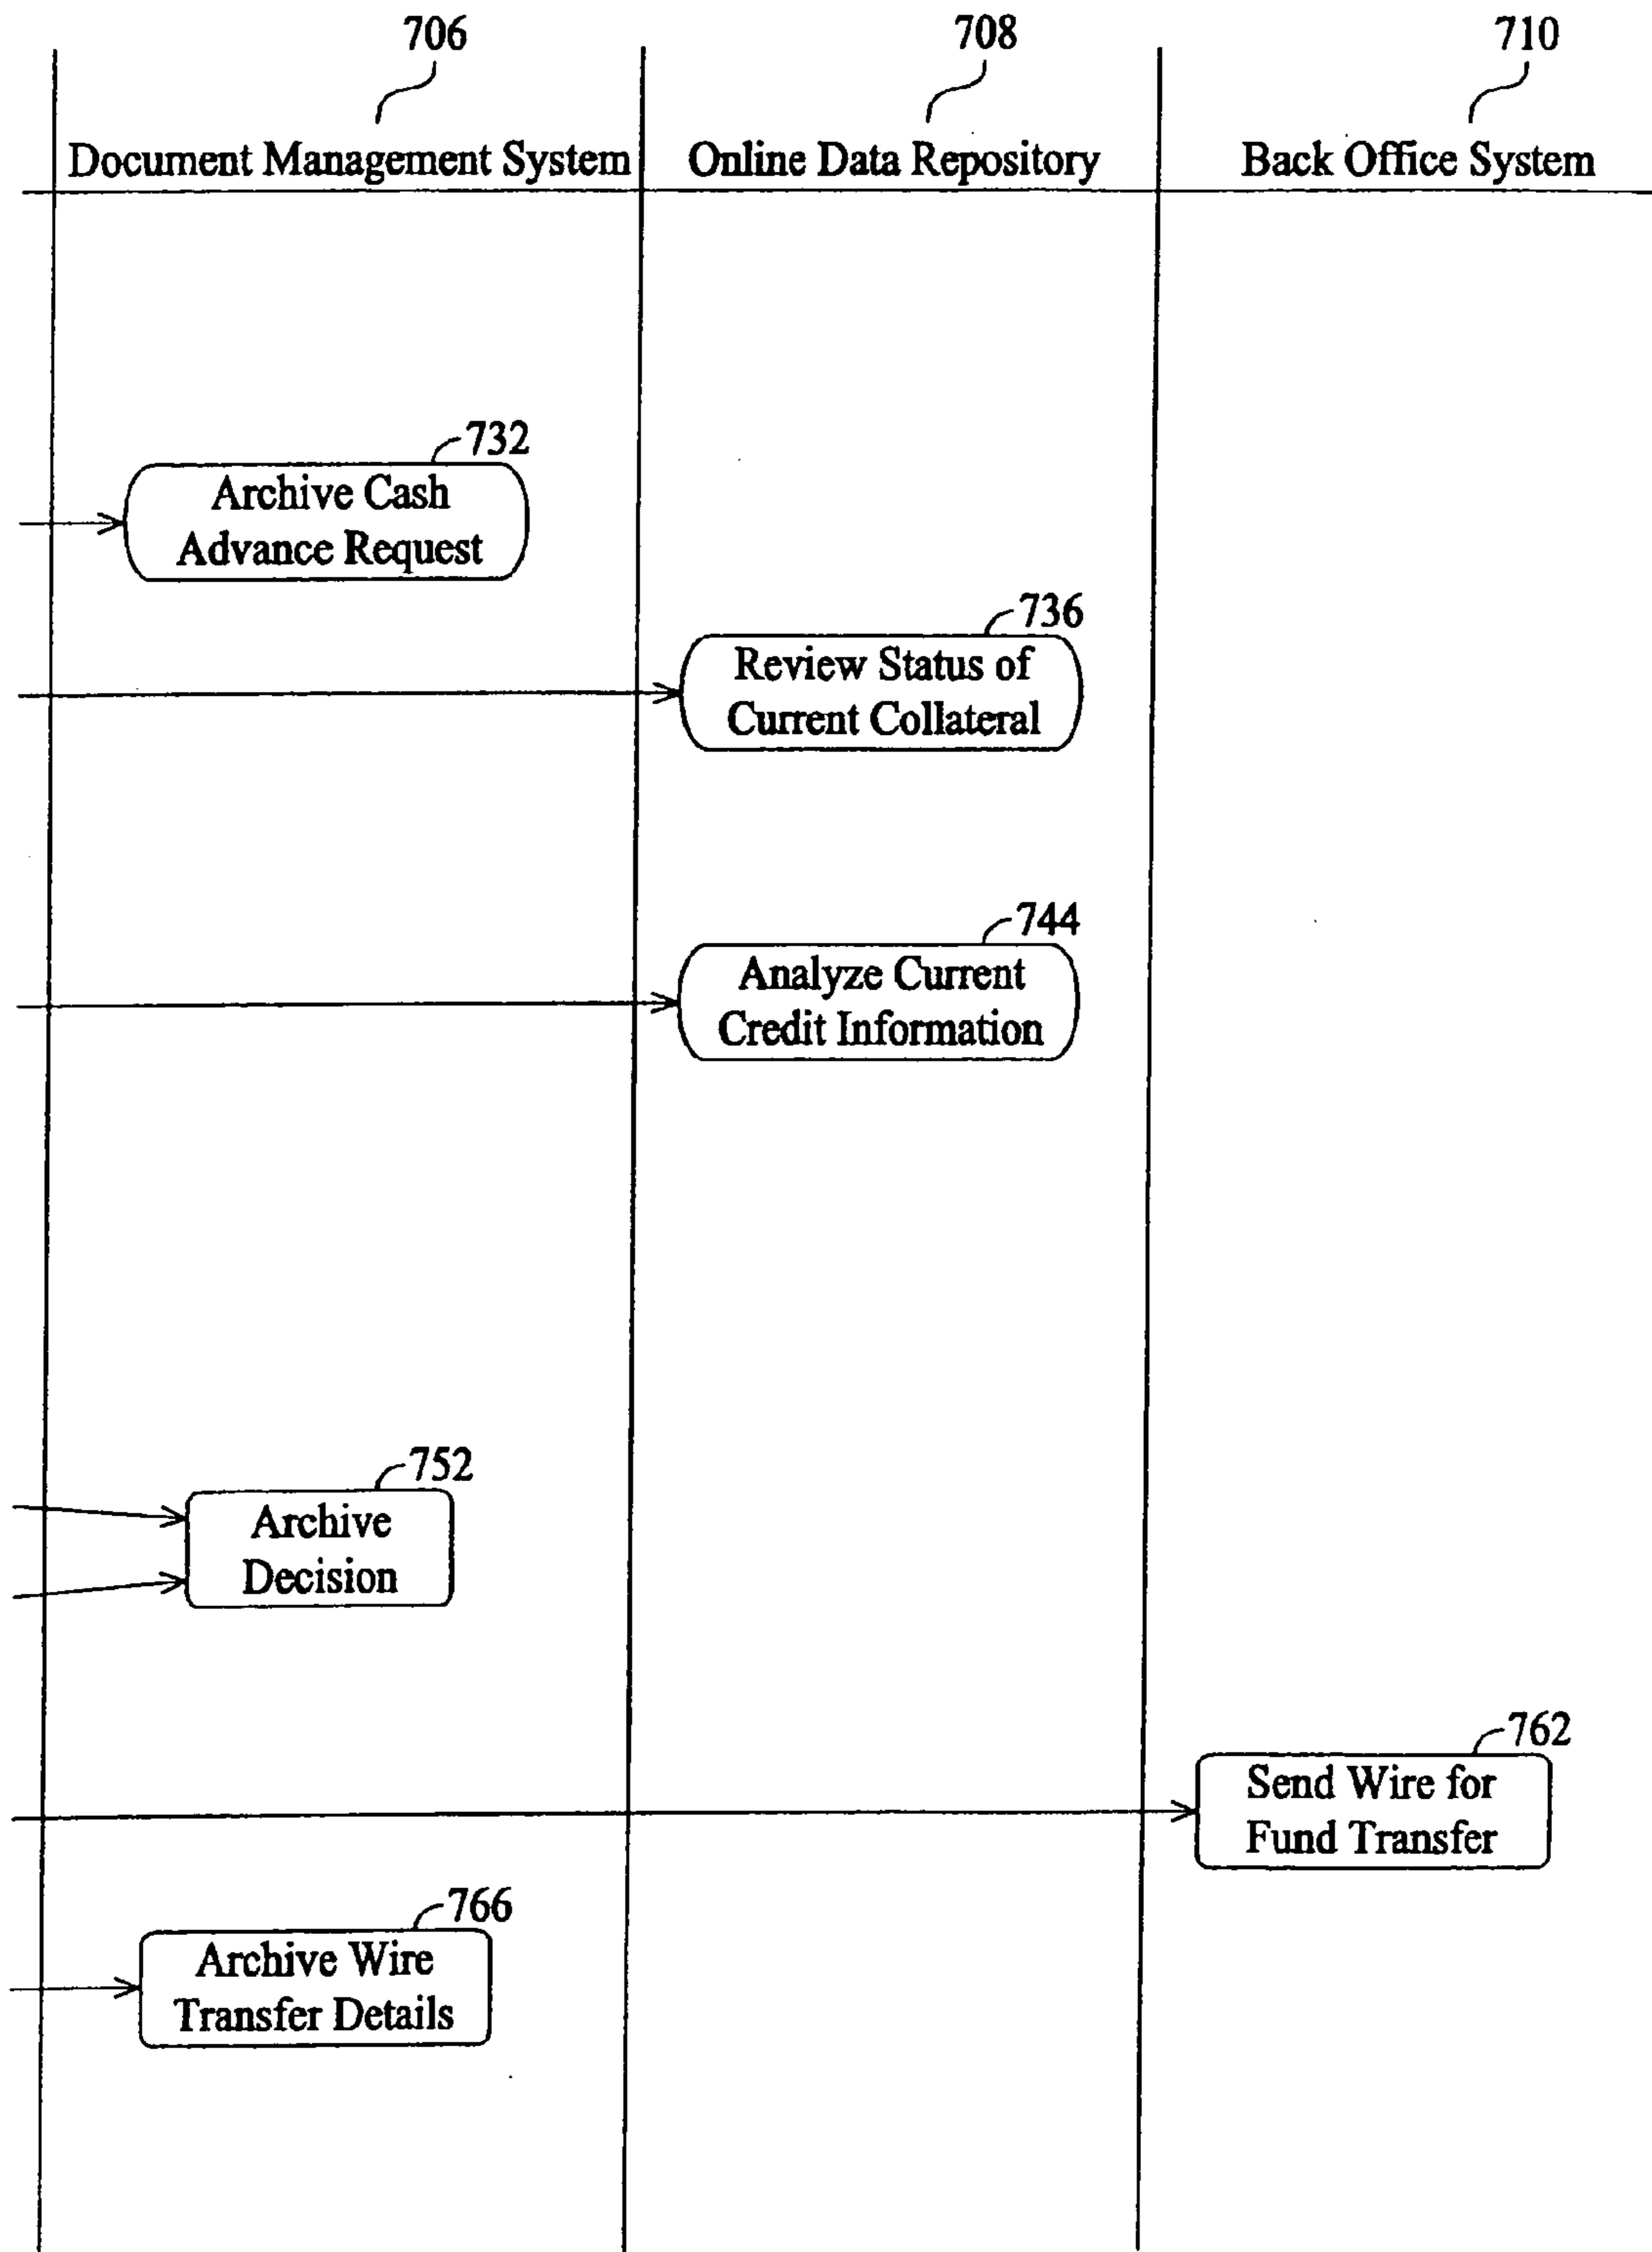 706
708
710
Document Management System
Online Data Repository
Back Office System
732
Archive Cash
Advance Request
736
Review Status of
Current Collateral
744
Analyze Current
Credit Information
752
Archive
Decision
762
Send Wire for
Fund Transfer
766
Archive Wire
Transfer Details